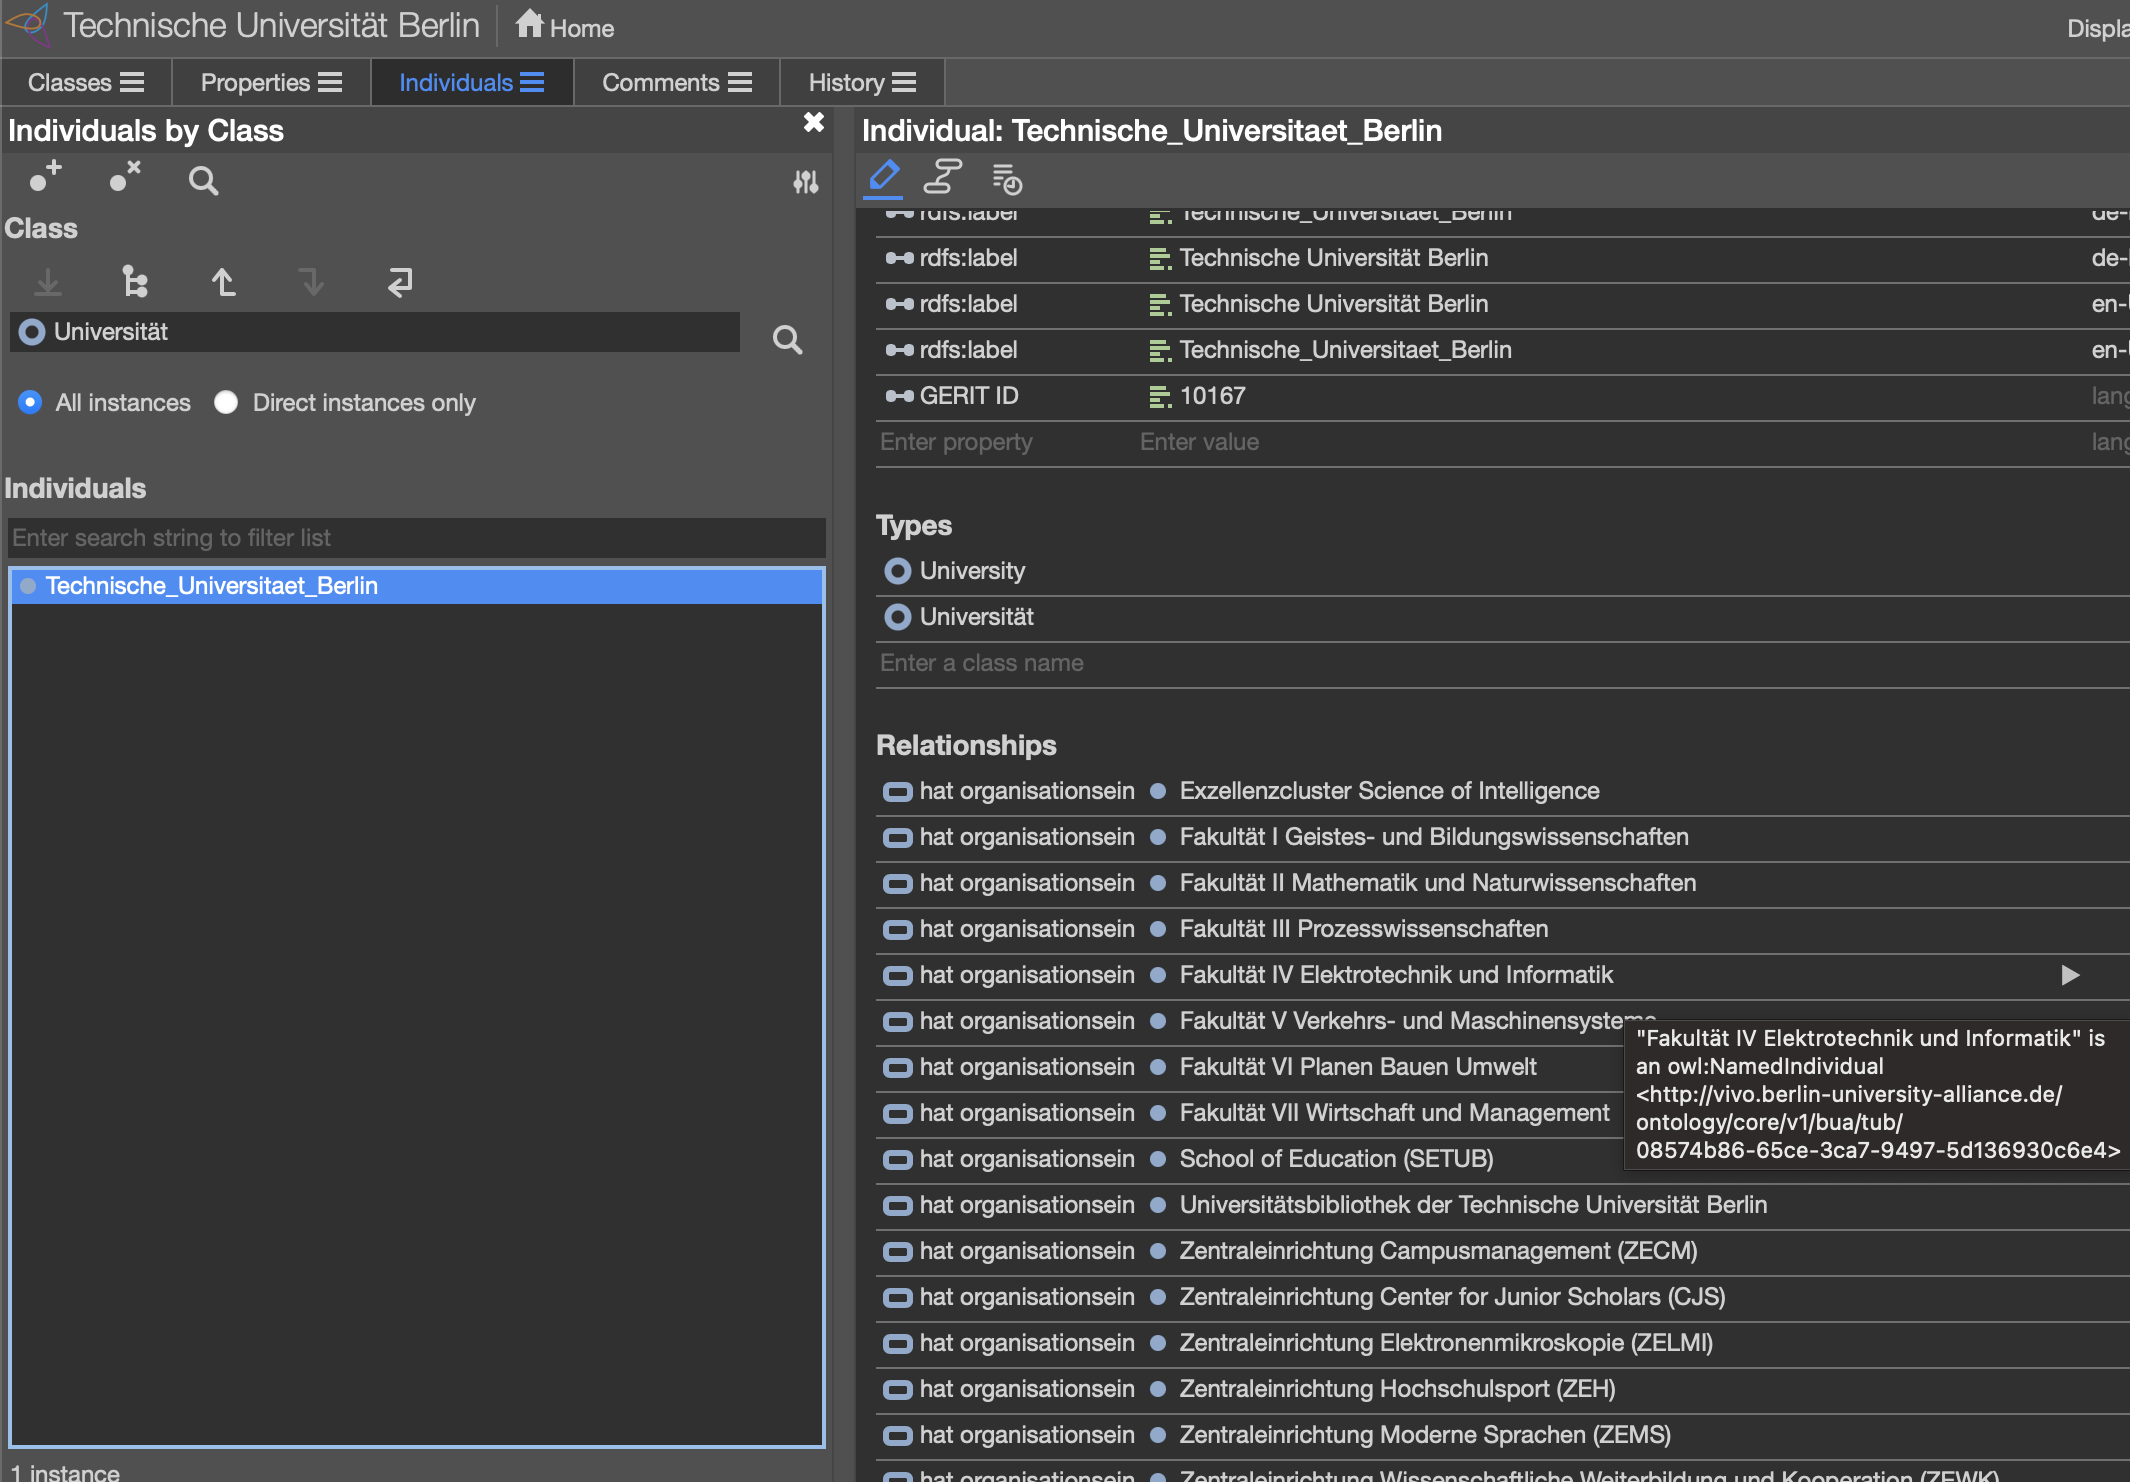 Technische Universität Berlin
Home
Displa
Classes
Properties
Individuals
Comments
History
Individuals by Class
Class
Universität
All instances
Direct instances only
Individuals
Enter search string to filter list
Technische_Universitaet_Berlin
1 instance
Individual: Technische_Universitaet_Berlin
rdfs:label Technische_Universitaet_Berlin de-
rdfs:label Technische Universität Berlin de-
rdfs:label Technische Universität Berlin en-
rdfs:label Technische_Universitaet_Berlin en-
GERIT ID 10167 lang
Enter property Enter value lang
Types
University
Universität
Enter a class name
Relationships
hat organisationsein Exzellenzcluster Science of Intelligence
hat organisationsein Fakultät I Geistes- und Bildungswissenschaften
hat organisationsein Fakultät II Mathematik und Naturwissenschaften
hat organisationsein Fakultät III Prozesswissenschaften
hat organisationsein Fakultät IV Elektrotechnik und Informatik
hat organisationsein Fakultät V Verkehrs- und Maschinensysteme
hat organisationsein Fakultät VI Planen Bauen Umwelt
hat organisationsein Fakultät VII Wirtschaft und Management
hat organisationsein School of Education (SETUB)
hat organisationsein Universitätsbibliothek der Technische Universität Berlin
hat organisationsein Zentraleinrichtung Campusmanagement (ZECM)
hat organisationsein Zentraleinrichtung Center for Junior Scholars (CJS)
hat organisationsein Zentraleinrichtung Elektronenmikroskopie (ZELMI)
hat organisationsein Zentraleinrichtung Hochschulsport (ZEH)
hat organisationsein Zentraleinrichtung Moderne Sprachen (ZEMS)
hat organisationsein Zentraleinrichtung Wissenschaftliche Weiterbildung und Kooperation (ZEWK)
"Fakultät IV Elektrotechnik und Informatik" is
an owl:NamedIndividual
<http://vivo.berlin-university-alliance.de/
ontology/core/v1/bua/tub/
08574b86-65ce-3ca7-9497-5d136930c6e4>